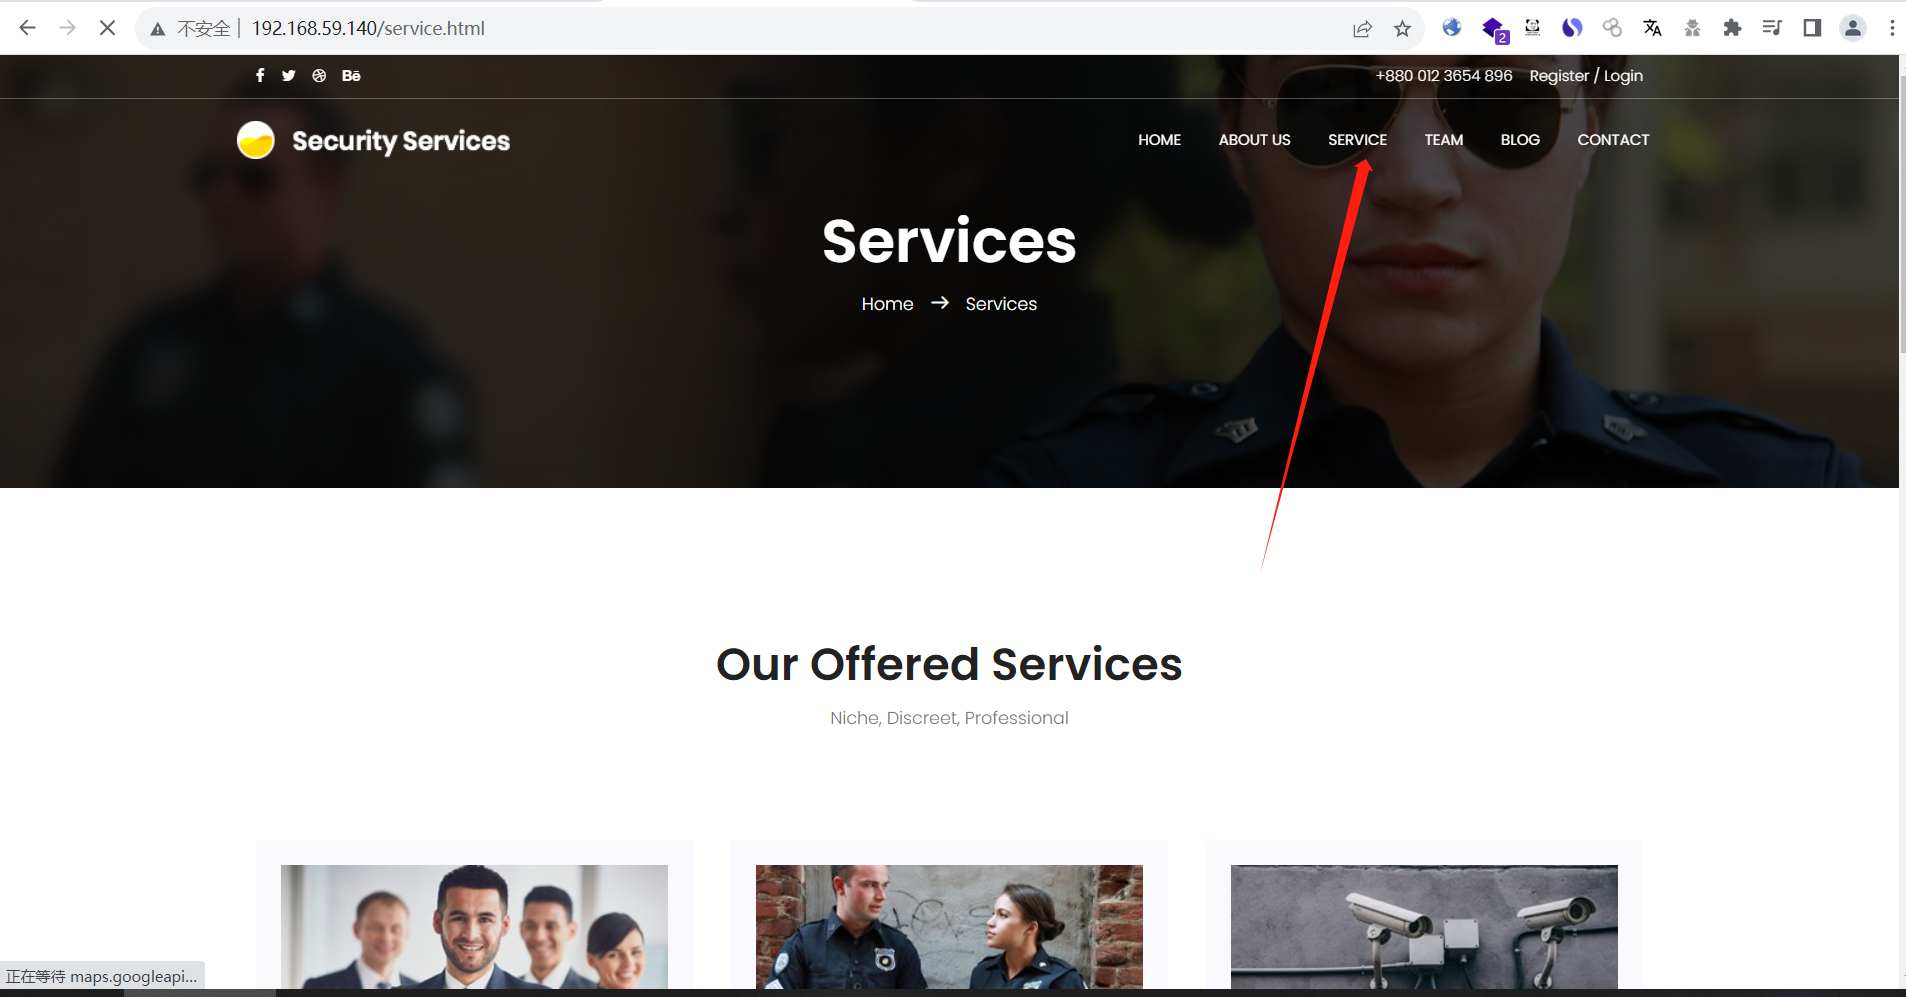 不安全 | 192.168.59.140/service.html
2
Bē
+880 012 3654 896 Register / Login
Security Services
HOME ABOUT US SERVICE TEAM BLOG CONTACT
Services
Home → Services
Our Offered Services
Niche, Discreet, Professional
正在等待 maps.googleapi...